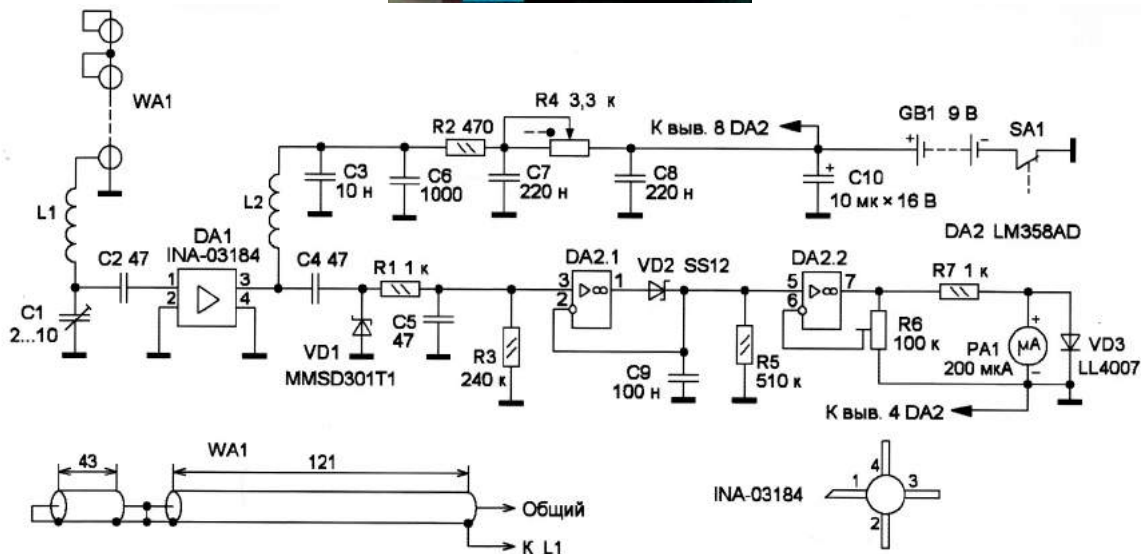 WA1
R4 3,3 к
R2 470
К выв. 8 DA2
GB1 9 В
SA1
+
−
L1
L2
C3
10 н
C6
1000
C7
220 н
C8
220 н
+
C10
10 мк × 16 В
DA2 LM358AD
DA1
INA-03184
C2 47
C4 47
1
2
3
4
R1 1 к
DA2.1
3
2
1
▷∞
VD2 SS12
DA2.2
5
6
7
▷∞
R7 1 к
C1
2...10
VD1
MMSD301T1
C5
47
R3
240 к
C9
100 н
R5
510 к
R6
100 к
+
μA
−
PA1
200 мкА
VD3
LL4007
К выв. 4 DA2
WA1
43
121
Общий
К L1
INA-03184
1
4
3
2